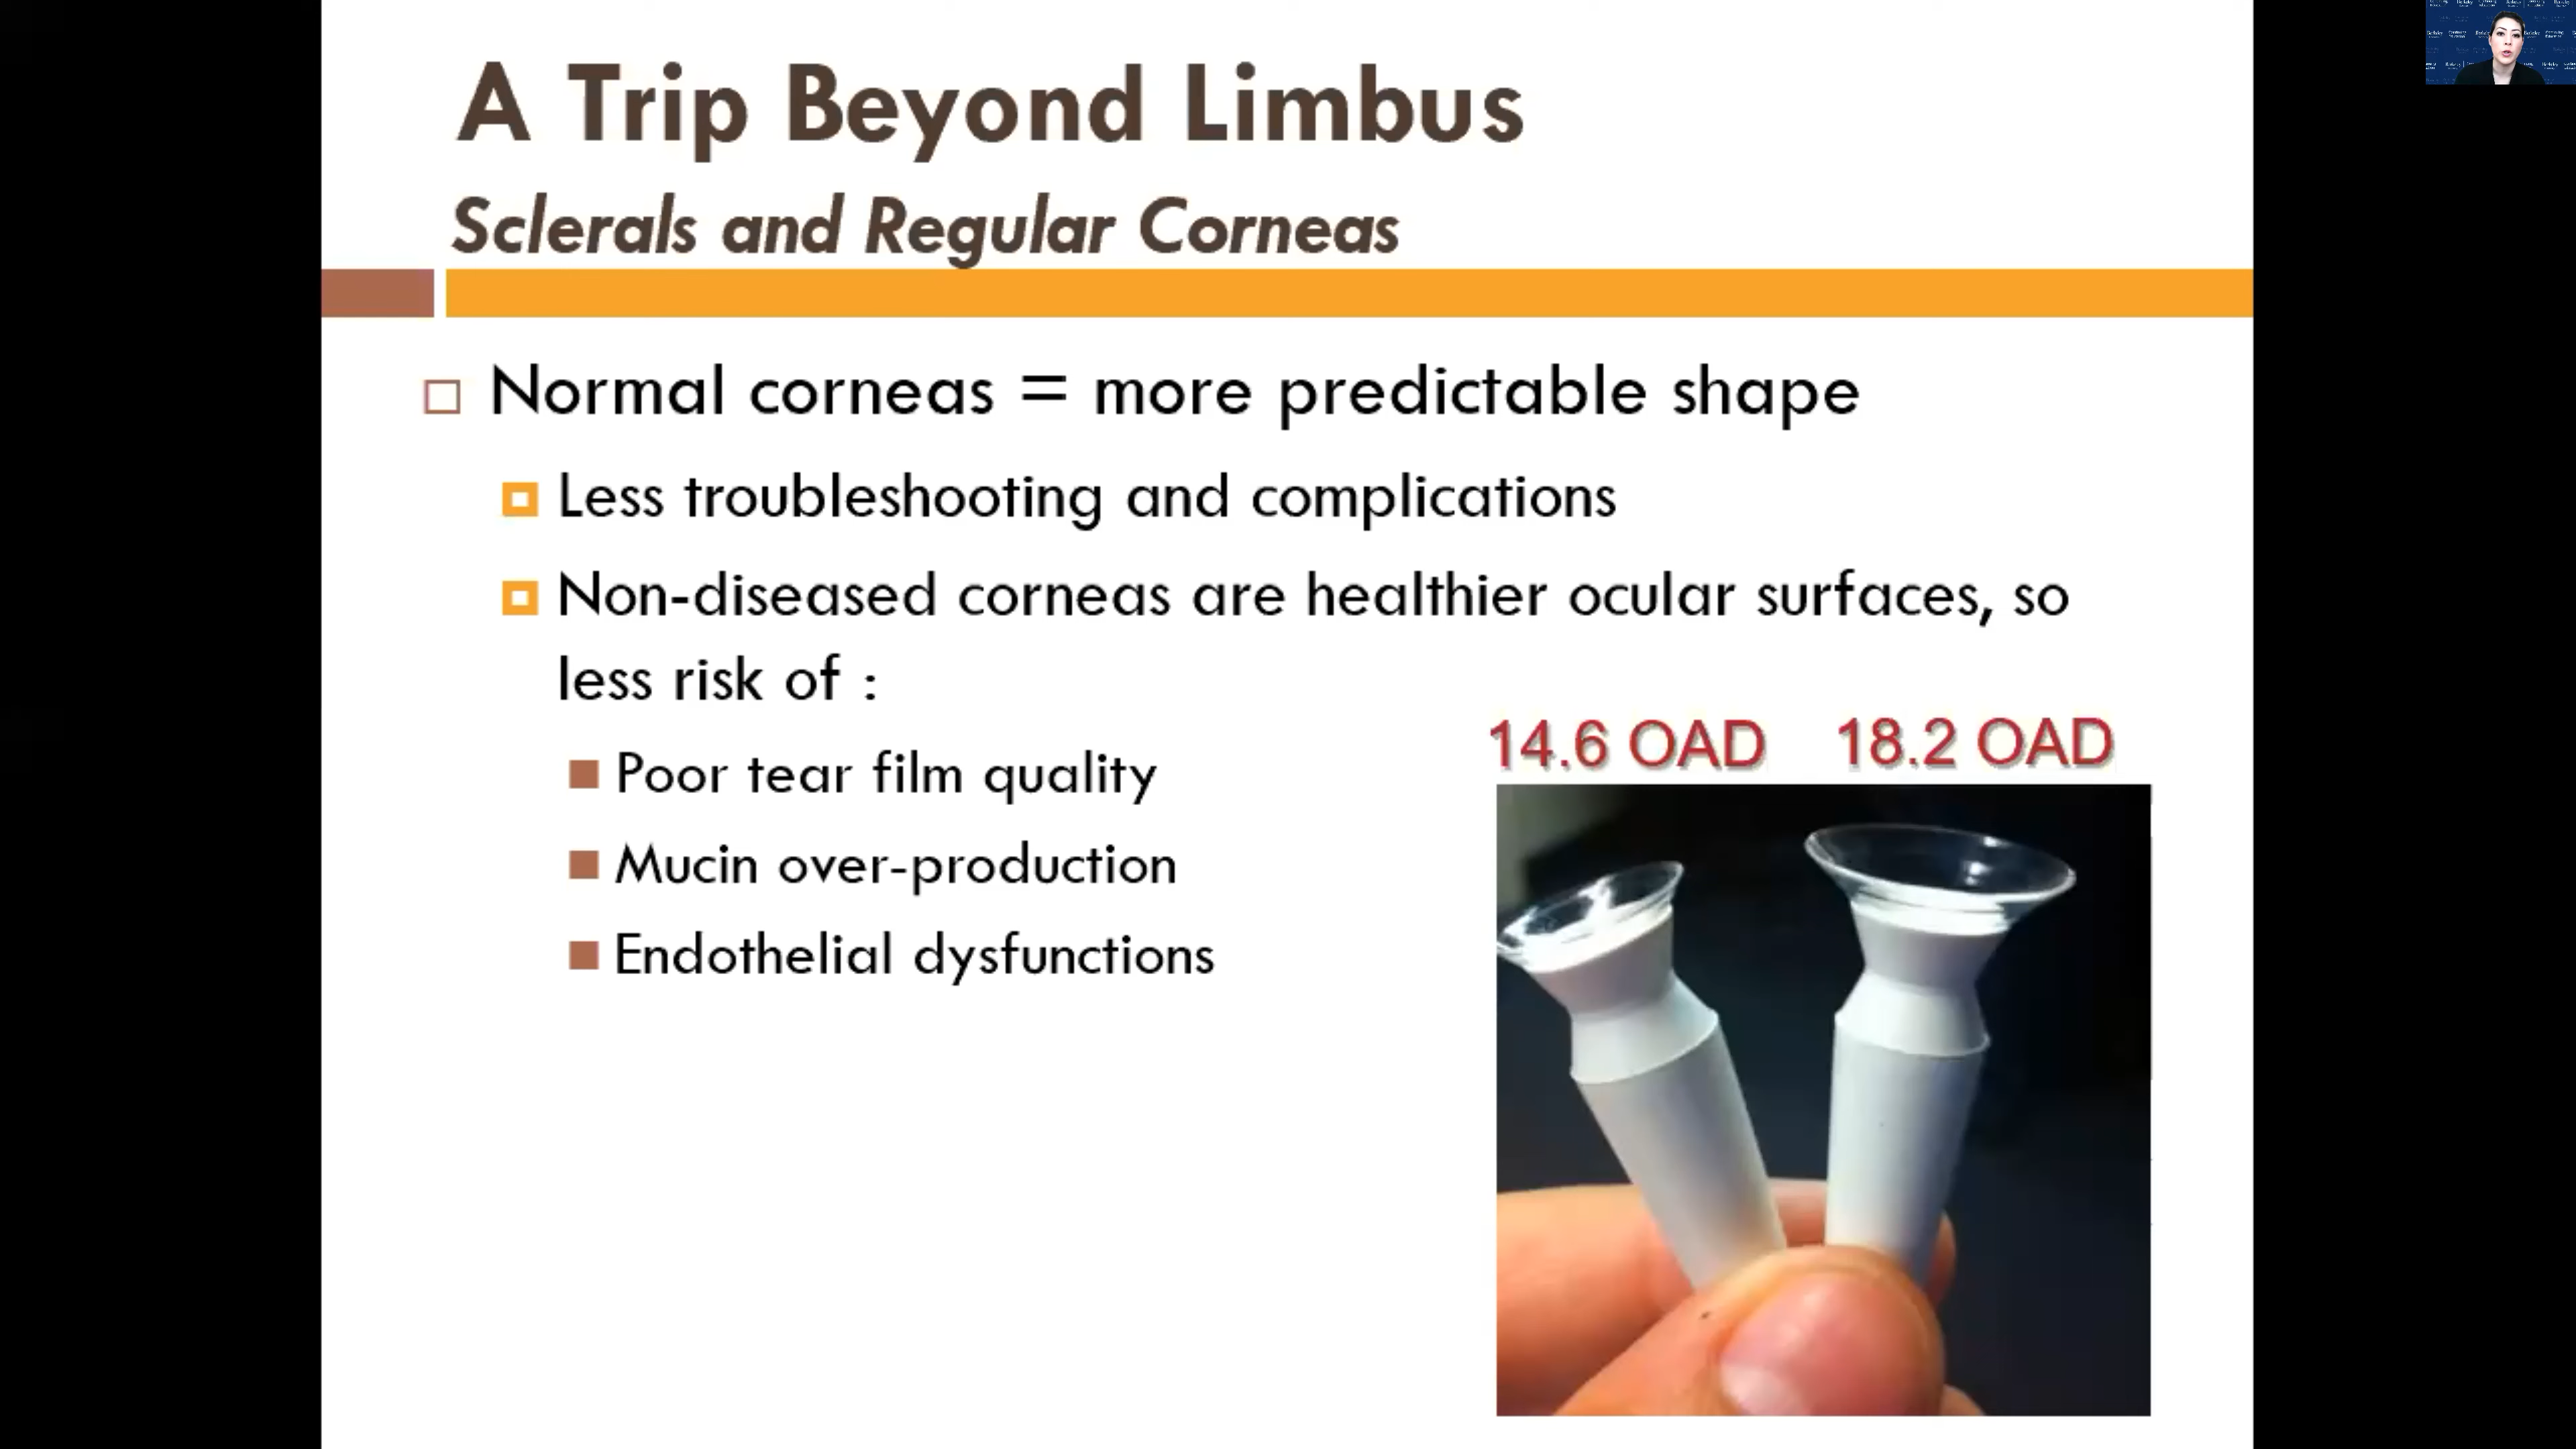 A Trip Beyond Limbus
Sclerals and Regular Corneas
Normal corneas = more predictable shape
Less troubleshooting and complications
Non-diseased corneas are healthier ocular surfaces, so
less risk of :
Poor tear film quality
Mucin over-production
Endothelial dysfunctions
14.6 OAD 18.2 OAD